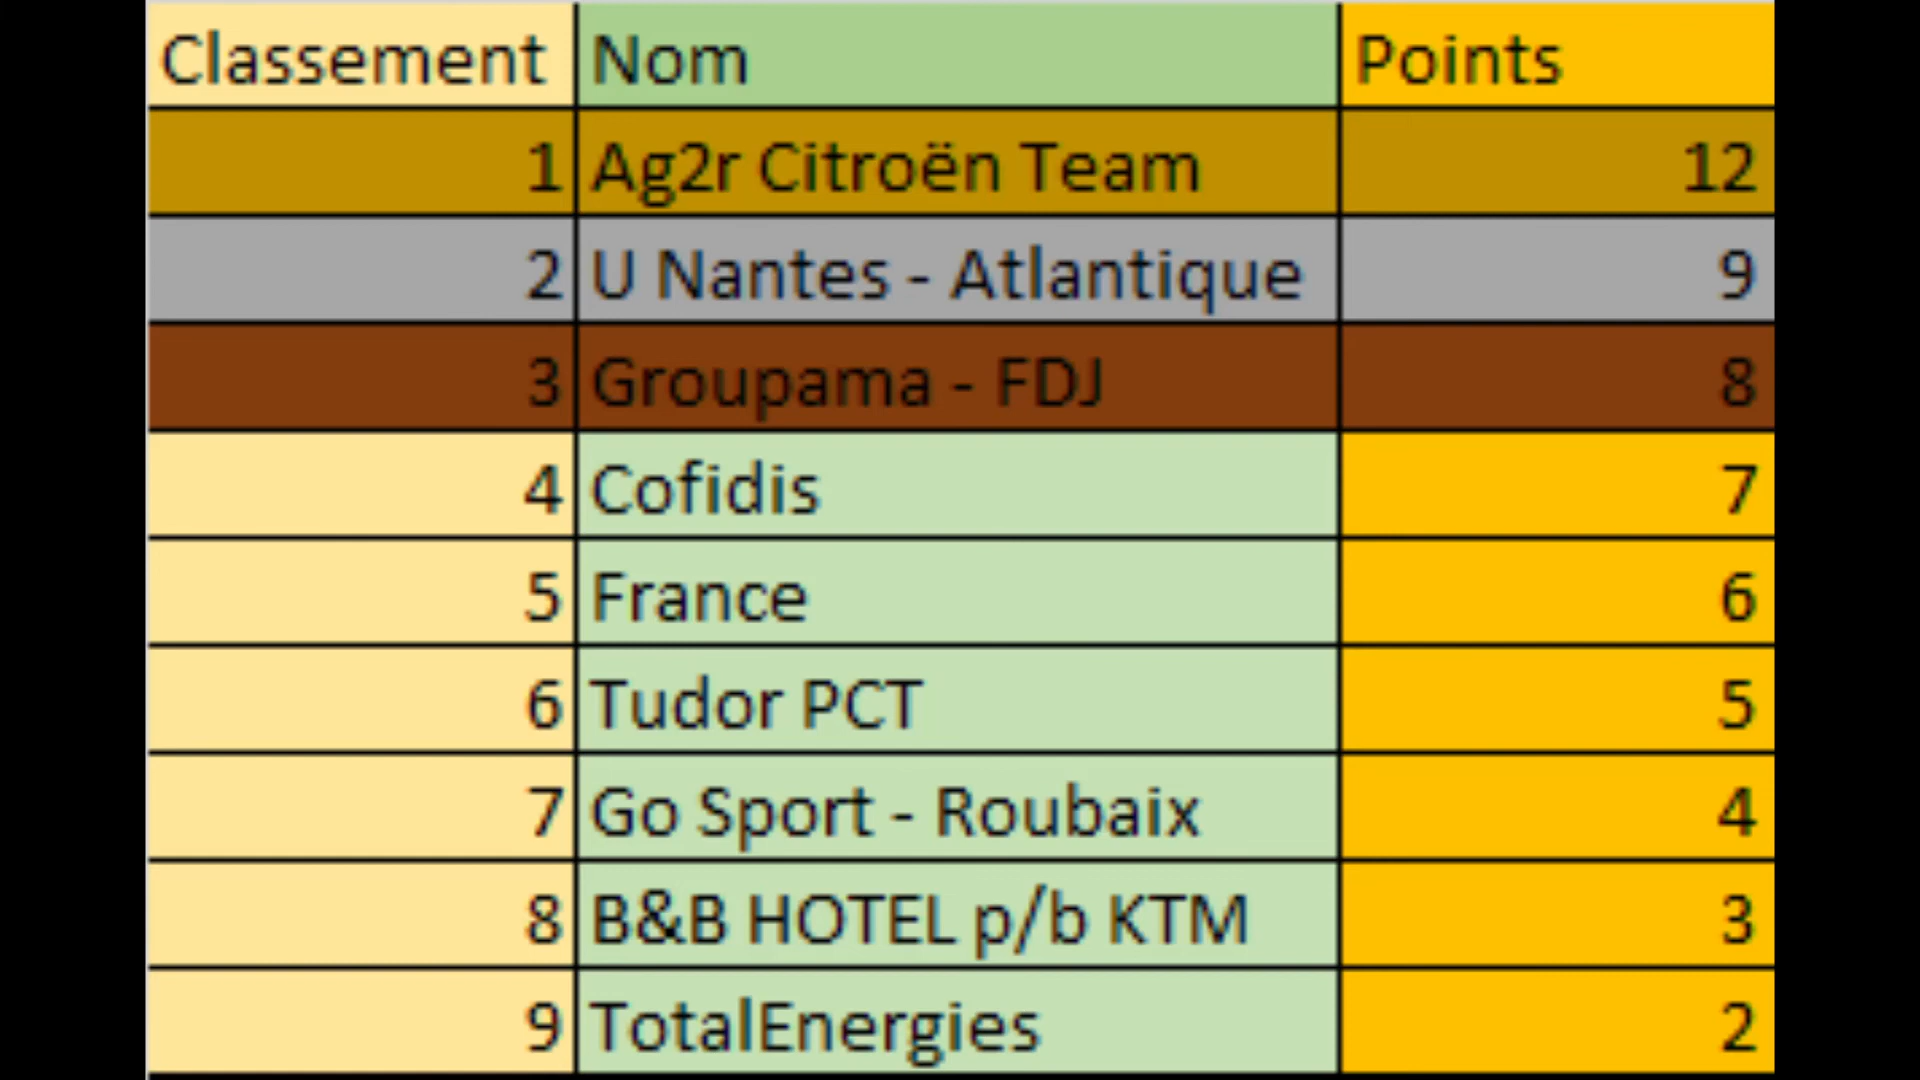 Classement Nom Points
1 Ag2r Citroën Team 12
2 U Nantes - Atlantique 9
3 Groupama - FDJ 8
4 Cofidis 7
5 France 6
6 Tudor PCT 5
7 Go Sport - Roubaix 4
8 B&B HOTEL p/b KTM 3
9 TotalEnergies 2